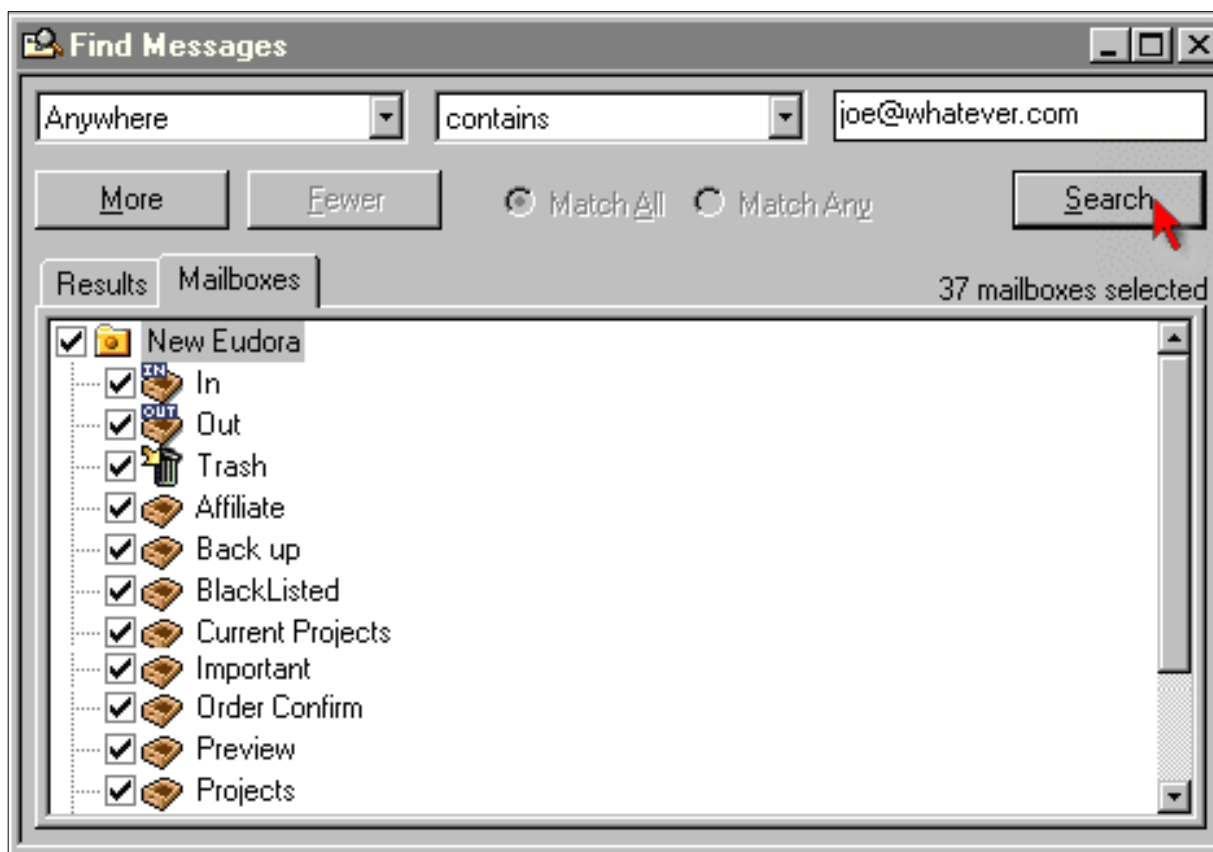 Find Messages
Anywhere contains joe@whatever.com
More Fewer Match All Match Any Search
Results Mailboxes 37 mailboxes selected
New Eudora
IN In
OUT Out
Trash
Affiliate
Back up
BlackListed
Current Projects
Important
Order Confirm
Preview
Projects